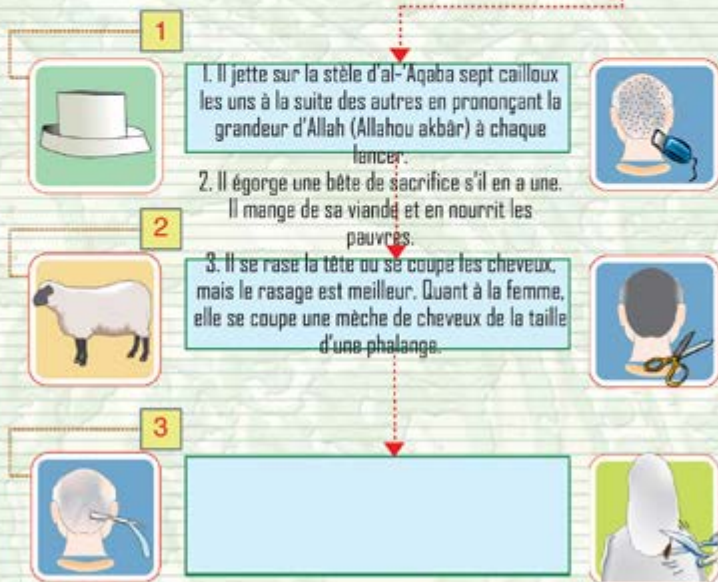 1
1. Il jette sur la stèle d'al-'Aqaba sept cailloux
les uns à la suite des autres en prononçant la
grandeur d'Allah (Allahou akbâr) à chaque
lancer.
2. Il égorge une bête de sacrifice s'il en a une.
Il mange de sa viande et en nourrit les
pauvres.
2
3. Il se rase la tête ou se coupe les cheveux,
mais le rasage est meilleur. Quant à la femme,
elle se coupe une mèche de cheveux de la taille
d'une phalange.
3